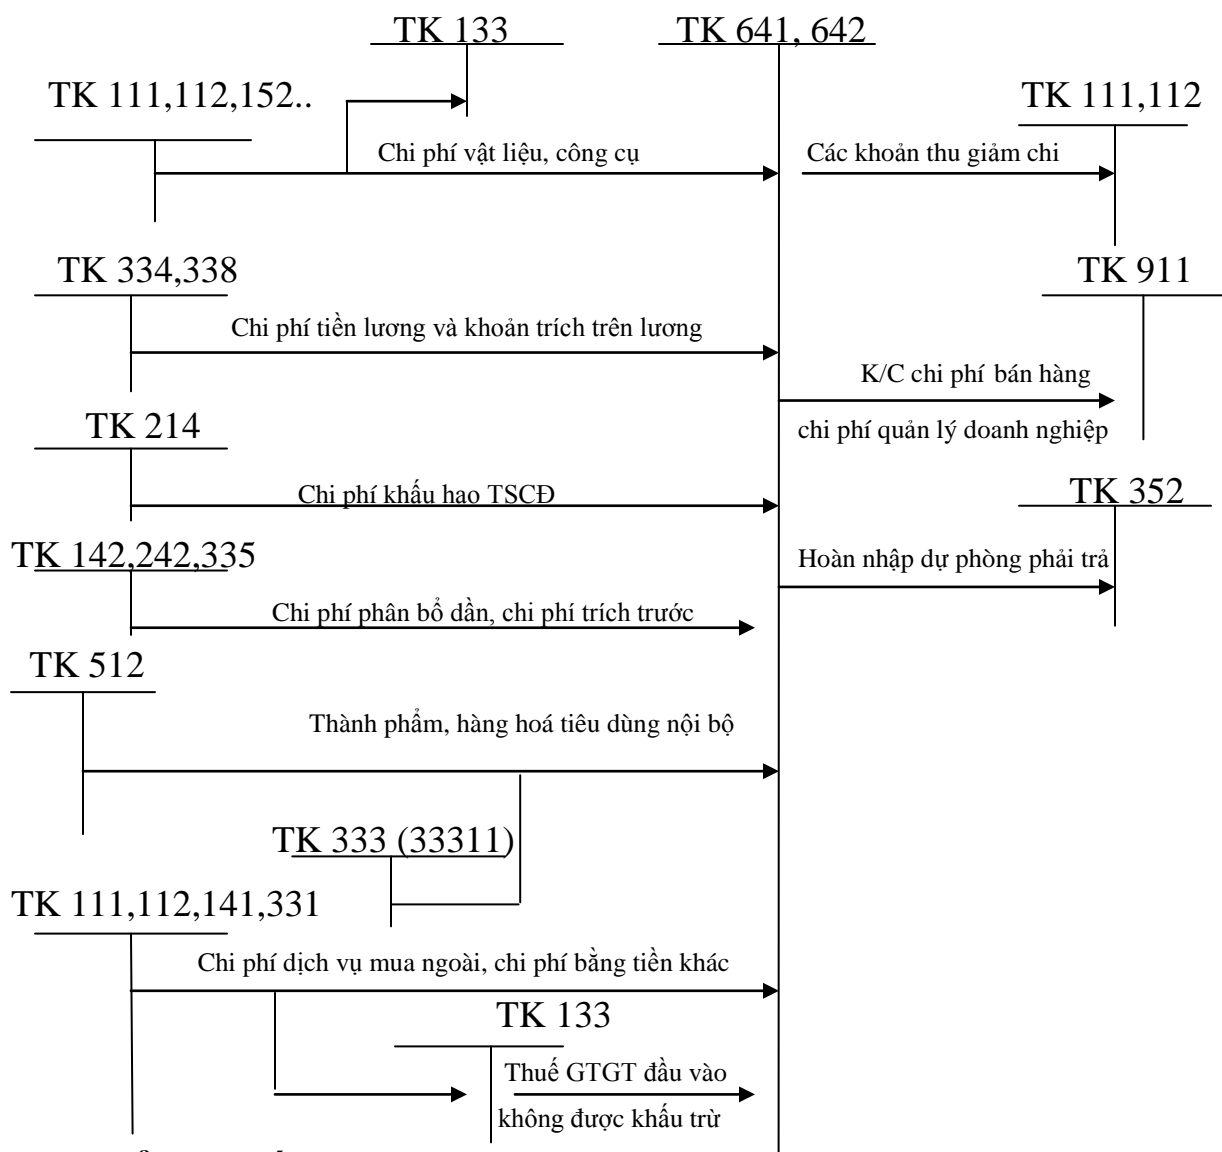 TK 133
TK 641, 642
TK 111,112,152..
TK 111,112
Chi phí vật liệu, công cụ
Các khoản thu giảm chi
TK 334,338
TK 911
Chi phí tiền lương và khoản trích trên lương
K/C chi phí bán hàng
chi phí quản lý doanh nghiệp
TK 214
Chi phí khấu hao TSCĐ
TK 352
TK 142,242,335
Hoàn nhập dự phòng phải trả
Chi phí phân bổ dần, chi phí trích trước
TK 512
Thành phẩm, hàng hoá tiêu dùng nội bộ
TK 333 (33311)
TK 111,112,141,331
Chi phí dịch vụ mua ngoài, chi phí bằng tiền khác
TK 133
Thuế GTGT đầu vào
không được khấu trừ